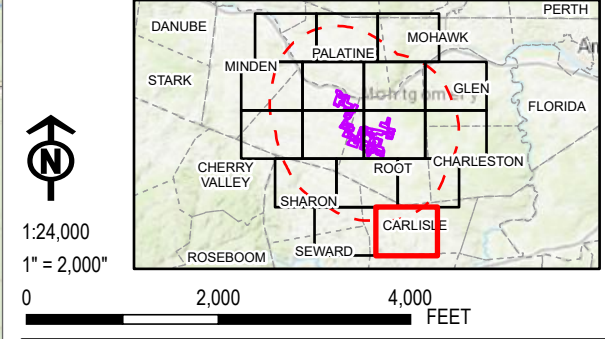 PERTH
DANUBE
MOHAWK
PALATINE
MINDEN
STARK
Montgomery
GLEN
FLORIDA
CHERRY
VALLEY
ROOT
CHARLESTON
SHARON
CARLISLE
ROSEBOOM
SEWARD
N
1:24,000
1" = 2,000"
0 2,000 4,000
FEET